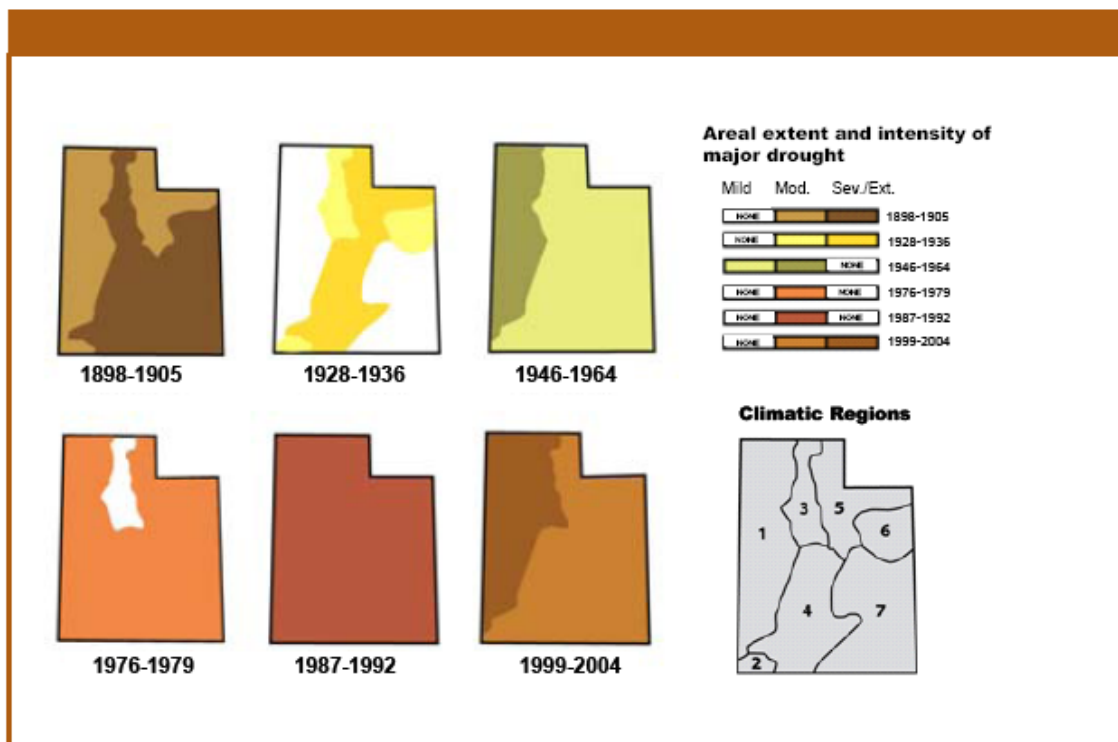 Areal extent and intensity of
major drought
Mild Mod. Sev./Ext.
NONE 1898-1905
NONE 1928-1936
NONE 1946-1964
NONE NONE 1976-1979
NONE NONE 1987-1992
NONE 1999-2004
1898-1905 1928-1936 1946-1964
Climatic Regions
1 3 5 6
4 7
2
1976-1979 1987-1992 1999-2004